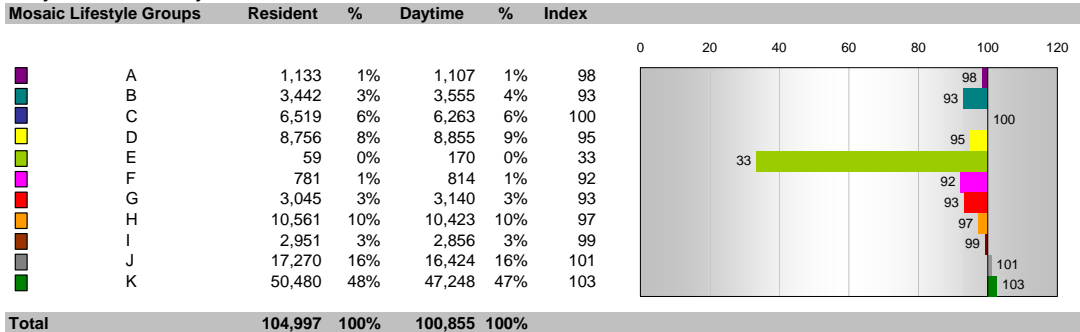 Mosaic Lifestyle Groups Resident % Daytime % Index
0 20 40 60 80 100 120
A 1,133 1% 1,107 1% 98 98
B 3,442 3% 3,555 4% 93 93
C 6,519 6% 6,263 6% 100 100
D 8,756 8% 8,855 9% 95 95
E 59 0% 170 0% 33 33
F 781 1% 814 1% 92 92
G 3,045 3% 3,140 3% 93 93
H 10,561 10% 10,423 10% 97 97
I 2,951 3% 2,856 3% 99 99
J 17,270 16% 16,424 16% 101 101
K 50,480 48% 47,248 47% 103 103
Total 104,997 100% 100,855 100%